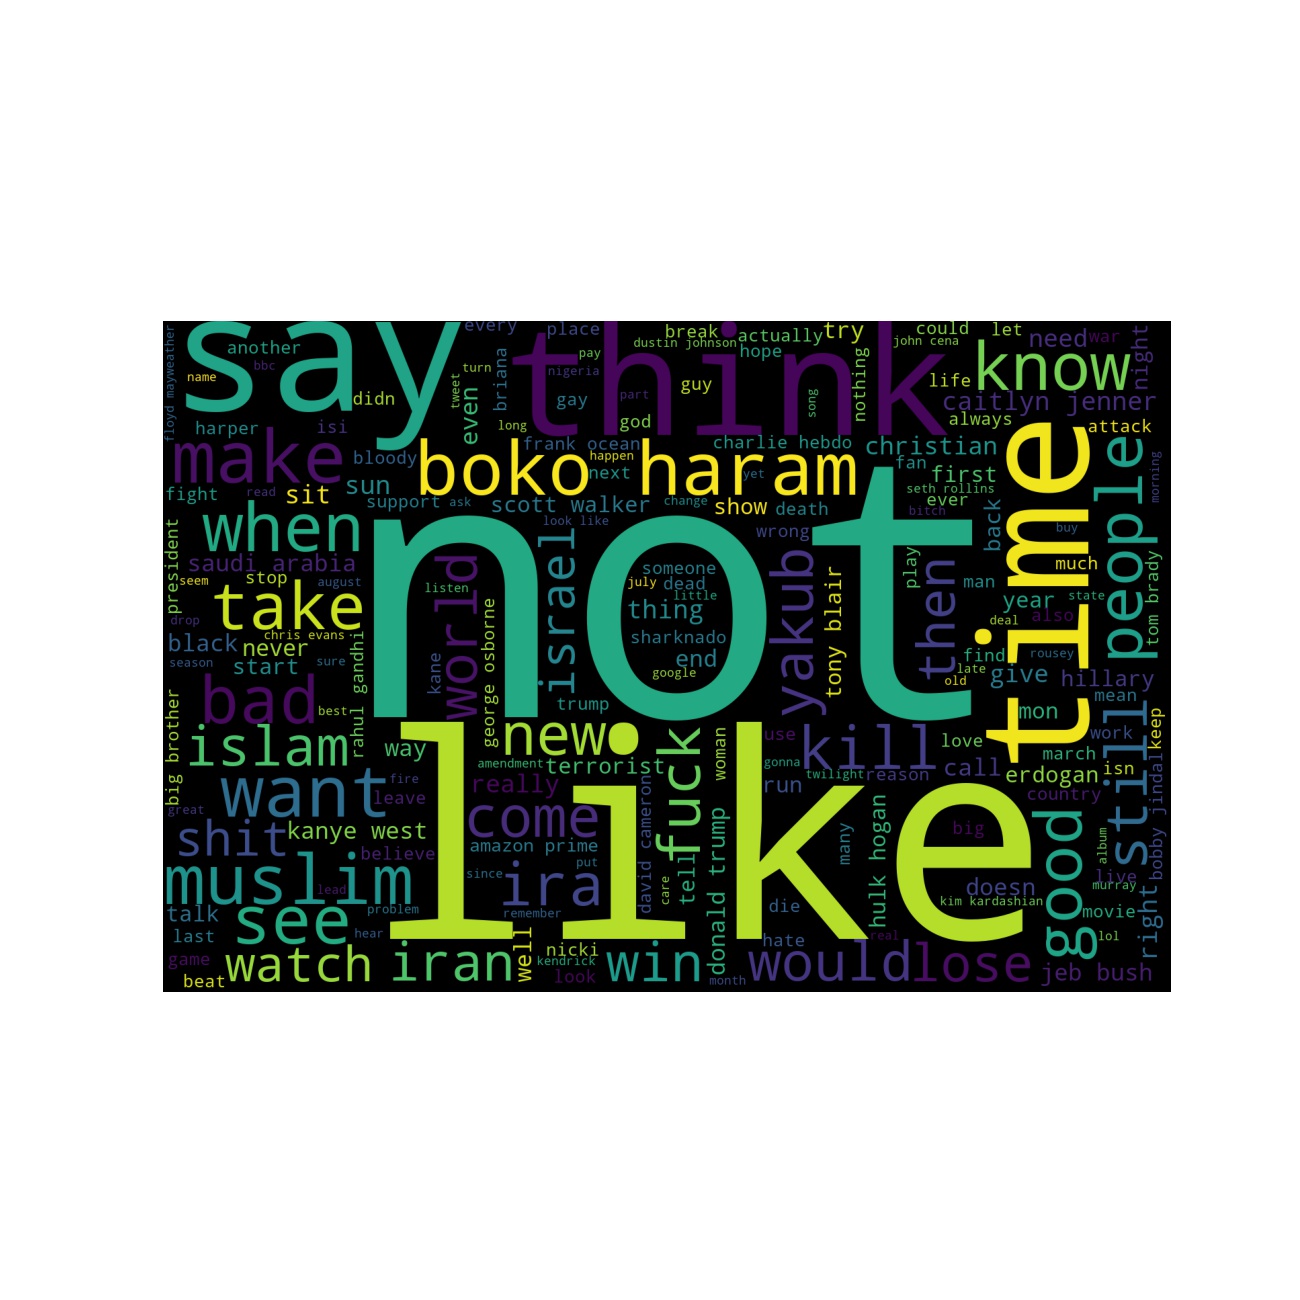 say
every
place
think
break
dustin johnson
actually
try
could
john cena
let
need
war
night
another
bbc
name
floyd mayweather
didn
tweet
turn
briana
pay
nigeria
hope
guy
part
song
nothing
life
know
caitlyn jenner
always
attack
harper
isi
even
long
gay
god
frank ocean
charlie hebdo
christian
make
bloody
boko haram
happen
next
yet
fan
first
time
people
morning
fight
read
sit
sun
support
ask
scott walker
change
show
death
seth rollins
ever
bitch
back
buy
when
look like
wrong
not
president
saudi arabia
seem
stop
august
take
listen
world
israel
someone
july
dead
little
thing
yakub
tony blair
play
then
man
much
year
state
also
deal
tom brady
drop
chris evans
black
never
season
start
sure
rahul gandhi
kane
george osborne
sharknado
end
google
trump
find
rousey
late
old
give
hillary
mean
bad
best
mon
islam
way
new
like
fuck
woman
use
kill
love
march
work
keep
still
big brother
amendment
terrorist
gonna
twilight
reason
call
erdogan
isn
want
fire
leave
really
run
country
bobby jindal
great
shit
kanye west
come
believe
amazon prime
david cameron
tell
donald trump
many
hulk hogan
big
good
album
muslim
lead
since
ira
put
care
doesn
live
murray
talk
problem
remember
die
kim kardashian
movie
right
see
last
hear
well
nicki
hate
real
lol
game
watch
iran
kendrick
look
win
would
lose
jeb bush
beat
month